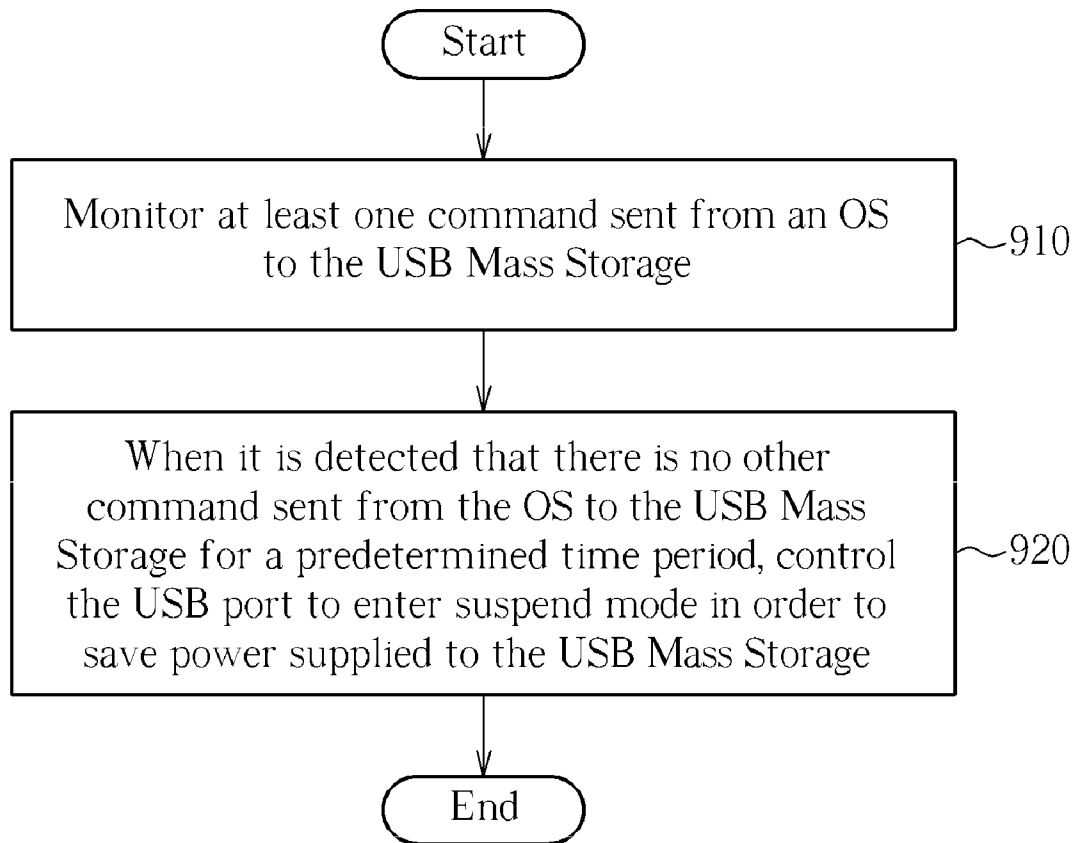 Start
Monitor at least one command sent from an OS
to the USB Mass Storage
910
When it is detected that there is no other
command sent from the OS to the USB Mass
Storage for a predetermined time period, control
the USB port to enter suspend mode in order to
save power supplied to the USB Mass Storage
920
End